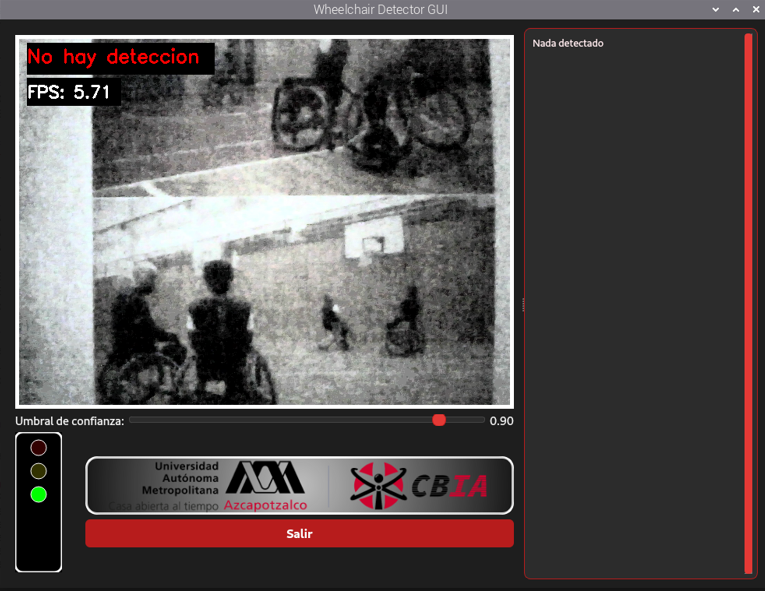 Wheelchair Detector GUI
No hay deteccion
FPS: 5.71
Nada detectado
Umbral de confianza:
0.90
Universidad
Autónoma
Metropolitana
Casa abierta al tiempo
Azcapotzalco
CBIA
Salir